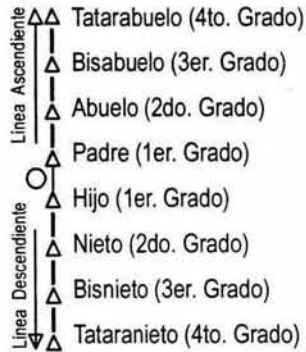 Tatarabuelo (4to. Grado)
Bisabuelo (3er. Grado)
Abuelo (2do. Grado)
Padre (1er. Grado)
Hijo (1er. Grado)
Nieto (2do. Grado)
Bisnieto (3er. Grado)
Tataranieto (4to. Grado)
Línea Ascendiente
Línea Descendiente